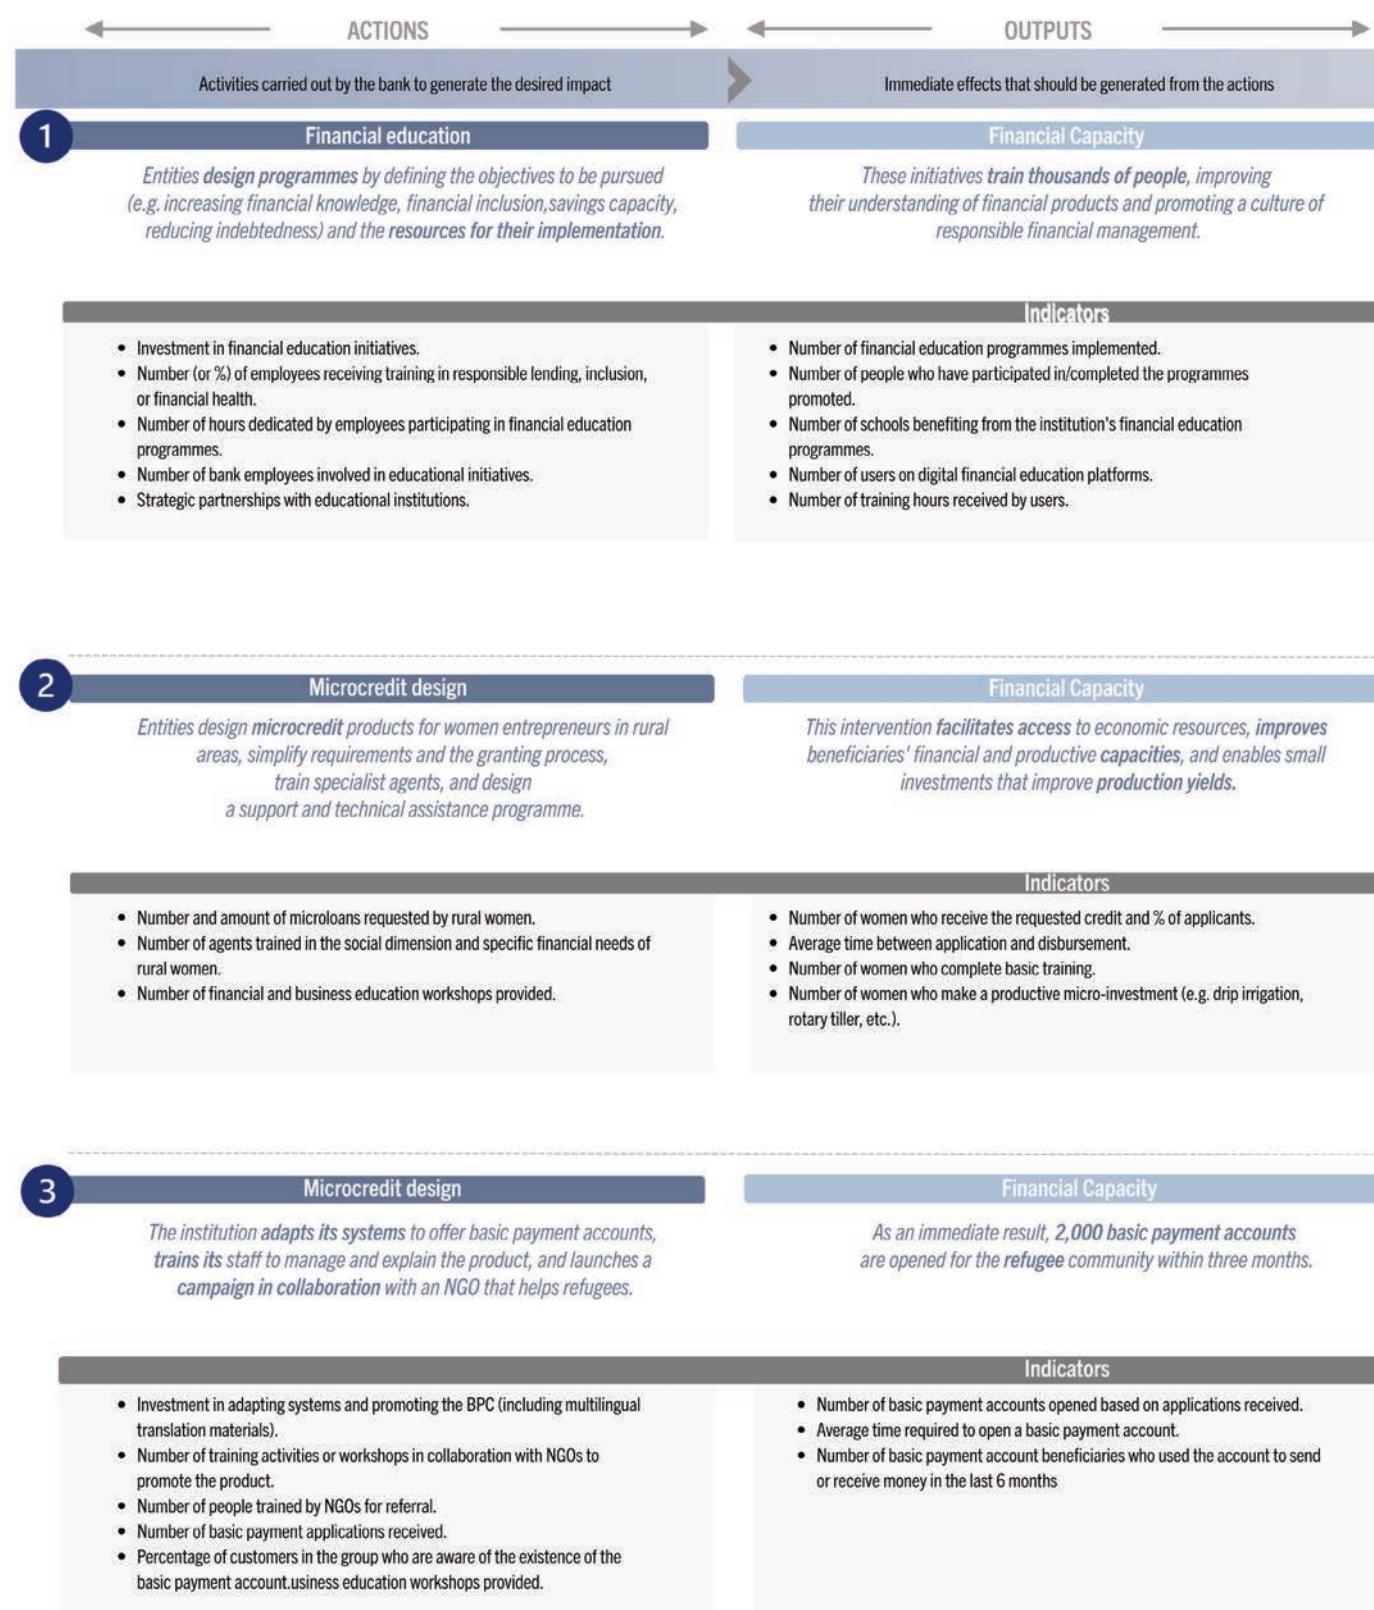 ACTIONS
OUTPUTS
Activities carried out by the bank to generate the desired impact
Immediate effects that should be generated from the actions
1
Financial education
Financial Capacity
Entities design programmes by defining the objectives to be pursued
(e.g. increasing financial knowledge, financial inclusion,savings capacity,
reducing indebtedness) and the resources for their implementation.
These initiatives train thousands of people, improving
their understanding of financial products and promoting a culture of
responsible financial management.
Indicators
• Investment in financial education initiatives.
• Number (or %) of employees receiving training in responsible lending, inclusion,
or financial health.
• Number of hours dedicated by employees participating in financial education
programmes.
• Number of bank employees involved in educational initiatives.
• Strategic partnerships with educational institutions.
• Number of financial education programmes implemented.
• Number of people who have participated in/completed the programmes
promoted.
• Number of schools benefiting from the institution's financial education
programmes.
• Number of users on digital financial education platforms.
• Number of training hours received by users.
2
Microcredit design
Financial Capacity
Entities design microcredit products for women entrepreneurs in rural
areas, simplify requirements and the granting process,
train specialist agents, and design
a support and technical assistance programme.
This intervention facilitates access to economic resources, improves
beneficiaries' financial and productive capacities, and enables small
investments that improve production yields.
Indicators
• Number and amount of microloans requested by rural women.
• Number of agents trained in the social dimension and specific financial needs of
rural women.
• Number of financial and business education workshops provided.
• Number of women who receive the requested credit and % of applicants.
• Average time between application and disbursement.
• Number of women who complete basic training.
• Number of women who make a productive micro-investment (e.g. drip irrigation,
rotary tiller, etc.).
3
Microcredit design
Financial Capacity
The institution adapts its systems to offer basic payment accounts,
trains its staff to manage and explain the product, and launches a
campaign in collaboration with an NGO that helps refugees.
As an immediate result, 2,000 basic payment accounts
are opened for the refugee community within three months.
Indicators
• Investment in adapting systems and promoting the BPC (including multilingual
translation materials).
• Number of training activities or workshops in collaboration with NGOs to
promote the product.
• Number of people trained by NGOs for referral.
• Number of basic payment applications received.
• Percentage of customers in the group who are aware of the existence of the
basic payment account.usiness education workshops provided.
• Number of basic payment accounts opened based on applications received.
• Average time required to open a basic payment account.
• Number of basic payment account beneficiaries who used the account to send
or receive money in the last 6 months